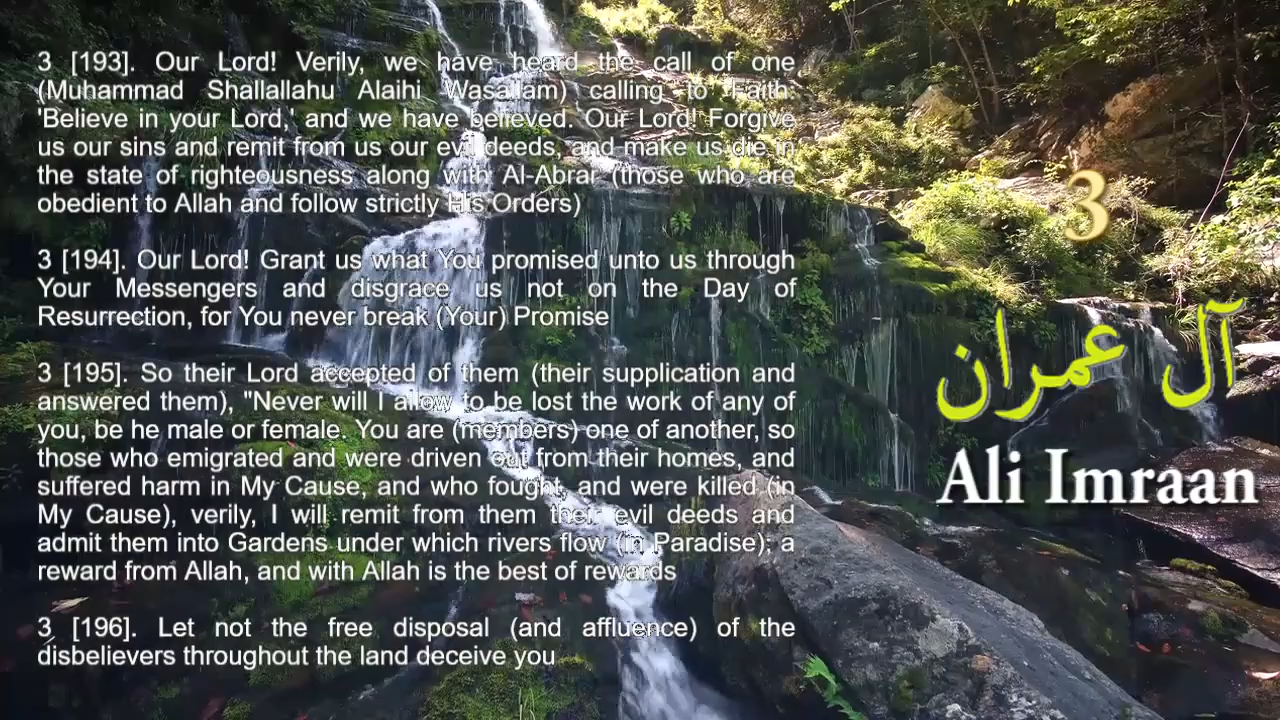 3 [193]. Our Lord! Verily, we have heard the call of one
(Muhammad Shallallahu Alaihi Wasallam) calling to Faith:
'Believe in your Lord,' and we have believed. Our Lord! Forgive
us our sins and remit from us our evil deeds, and make us die in
the state of righteousness along with Al-Abrar (those who are
obedient to Allah and follow strictly His Orders)
3 [194]. Our Lord! Grant us what You promised unto us through
Your Messengers and disgrace us not on the Day of
Resurrection, for You never break (Your) Promise
3 [195]. So their Lord accepted of them (their supplication and
answered them), "Never will I allow to be lost the work of any of
you, be he male or female. You are (members) one of another, so
those who emigrated and were driven out from their homes, and
suffered harm in My Cause, and who fought, and were killed (in
My Cause), verily, I will remit from them their evil deeds and
admit them into Gardens under which rivers flow (in Paradise); a
reward from Allah, and with Allah is the best of rewards
3 [196]. Let not the free disposal (and affluence) of the
disbelievers throughout the land deceive you
3
آل عمران
Ali Imraan